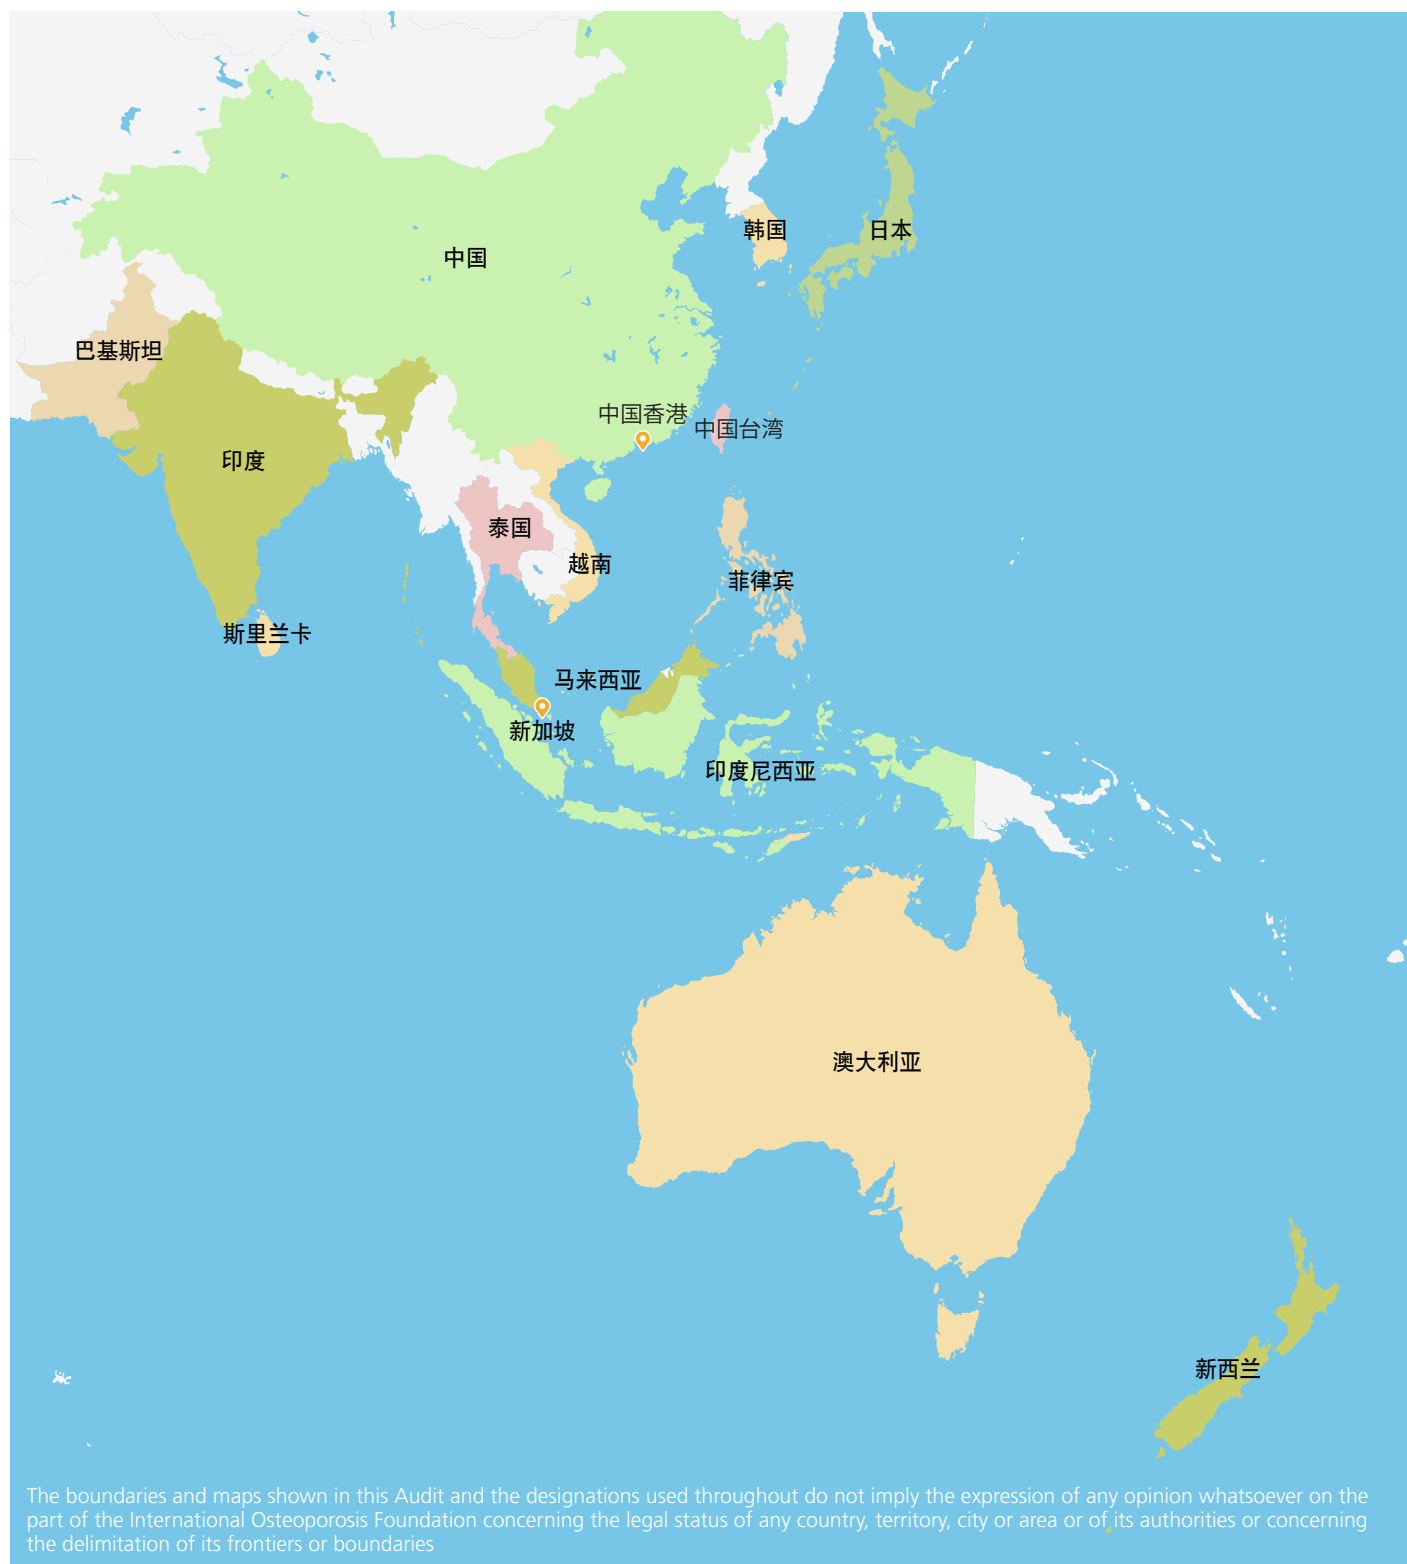 韩国
日本
中国
巴基斯坦
中国香港
中国台湾
印度
泰国
越南
菲律宾
斯里兰卡
马来西亚
新加坡
印度尼西亚
澳大利亚
新西兰
The boundaries and maps shown in this Audit and the designations used throughout do not imply the expression of any opinion whatsoever on the
part of the International Osteoporosis Foundation concerning the legal status of any country, territory, city or area or of its authorities or concerning
the delimitation of its frontiers or boundaries